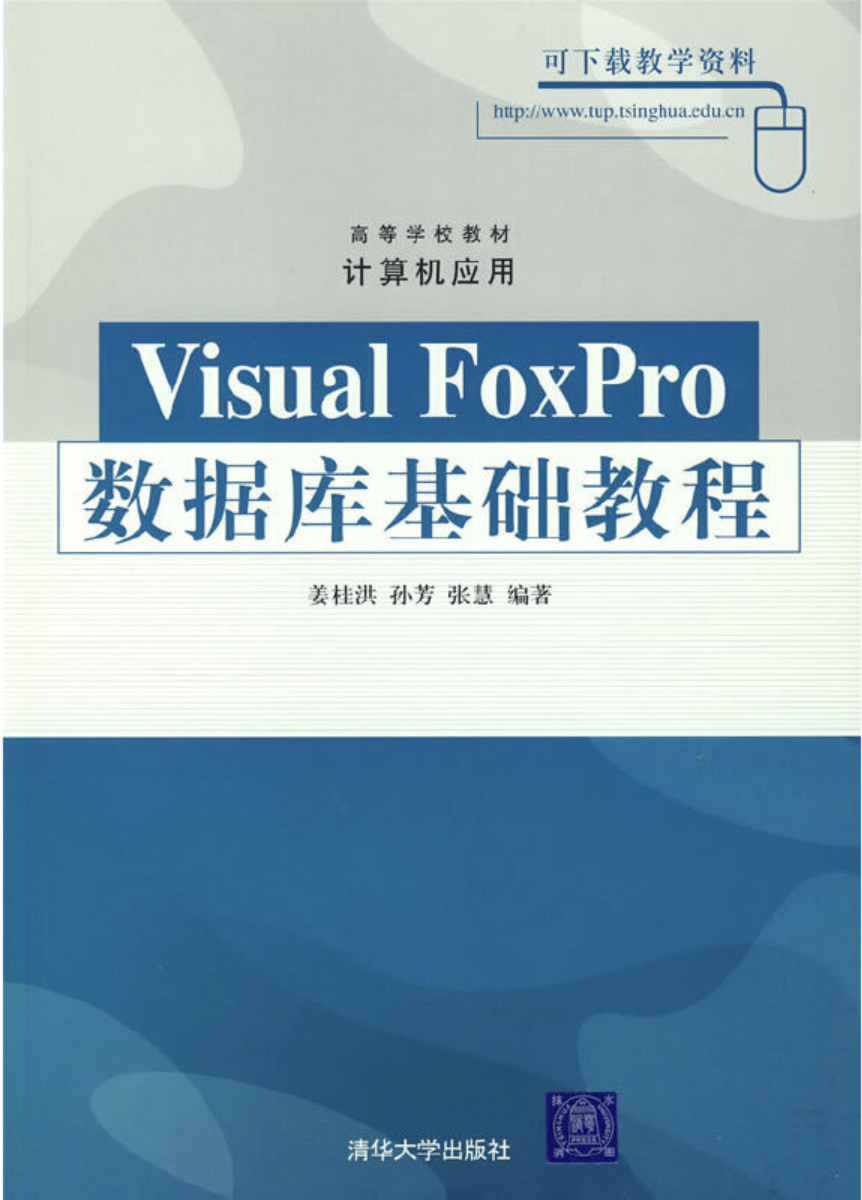 可下载教学资料
http://www.tup.tsinghua.edu.cn
高等学校教材
计算机应用
Visual FoxPro
数据库基础教程
姜桂洪 孙芳 张慧 编著
清华大学出版社
PRESS